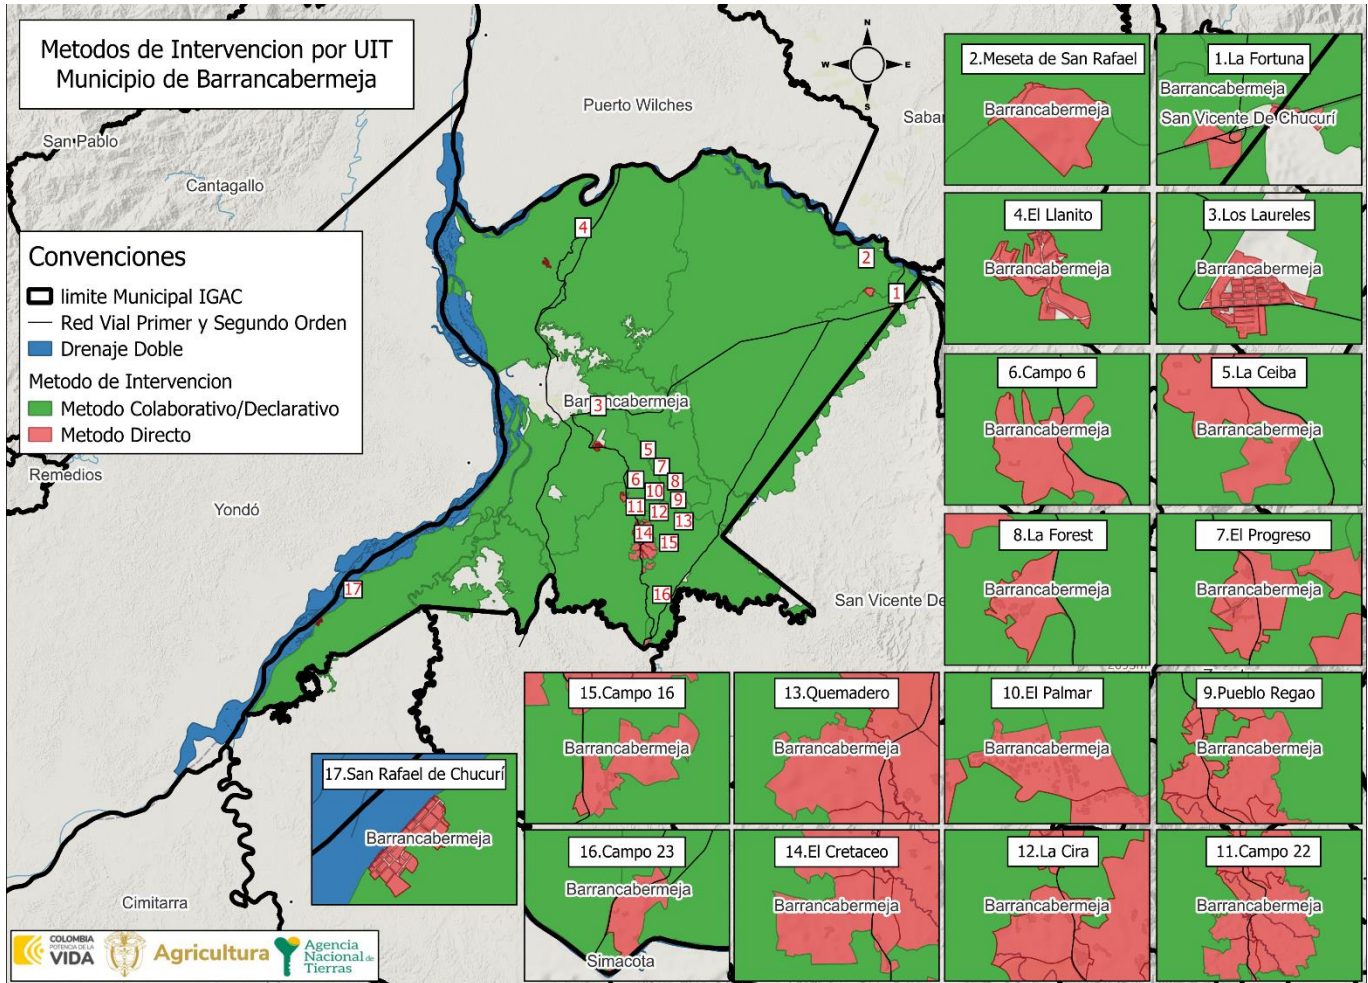 Metodos de Intervencion por UIT
Municipio de Barrancabermeja
N
W
E
S
Puerto Wilches
San Pablo
Cantagallo
Sabar
Convenciones
limite Municipal IGAC
Red Vial Primer y Segundo Orden
Drenaje Doble
Metodo de Intervencion
Metodo Colaborativo/Declarativo
Metodo Directo
Remedios
Yondó
Barrancabermeja
San Vicente De
Cimitarra
1
2
3
4
5
6
7
8
9
10
11
12
13
14
15
16
17
2.Meseta de San Rafael
Barrancabermeja
1.La Fortuna
Barrancabermeja
San Vicente De Chucurí
4.El Llanito
Barrancabermeja
3.Los Laureles
Barrancabermeja
6.Campo 6
Barrancabermeja
5.La Ceiba
Barrancabermeja
8.La Forest
Barrancabermeja
7.El Progreso
Barrancabermeja
15.Campo 16
Barrancabermeja
13.Quemadero
Barrancabermeja
10.El Palmar
Barrancabermeja
9.Pueblo Regao
Barrancabermeja
17.San Rafael de Chucurí
Barrancabermeja
16.Campo 23
Barrancabermeja
Simacota
14.El Cretaceo
Barrancabermeja
12.La Cira
Barrancabermeja
11.Campo 22
Barrancabermeja
COLOMBIA
POTENCIA DE LA
VIDA
Agricultura
Agencia
Nacional de
Tierras